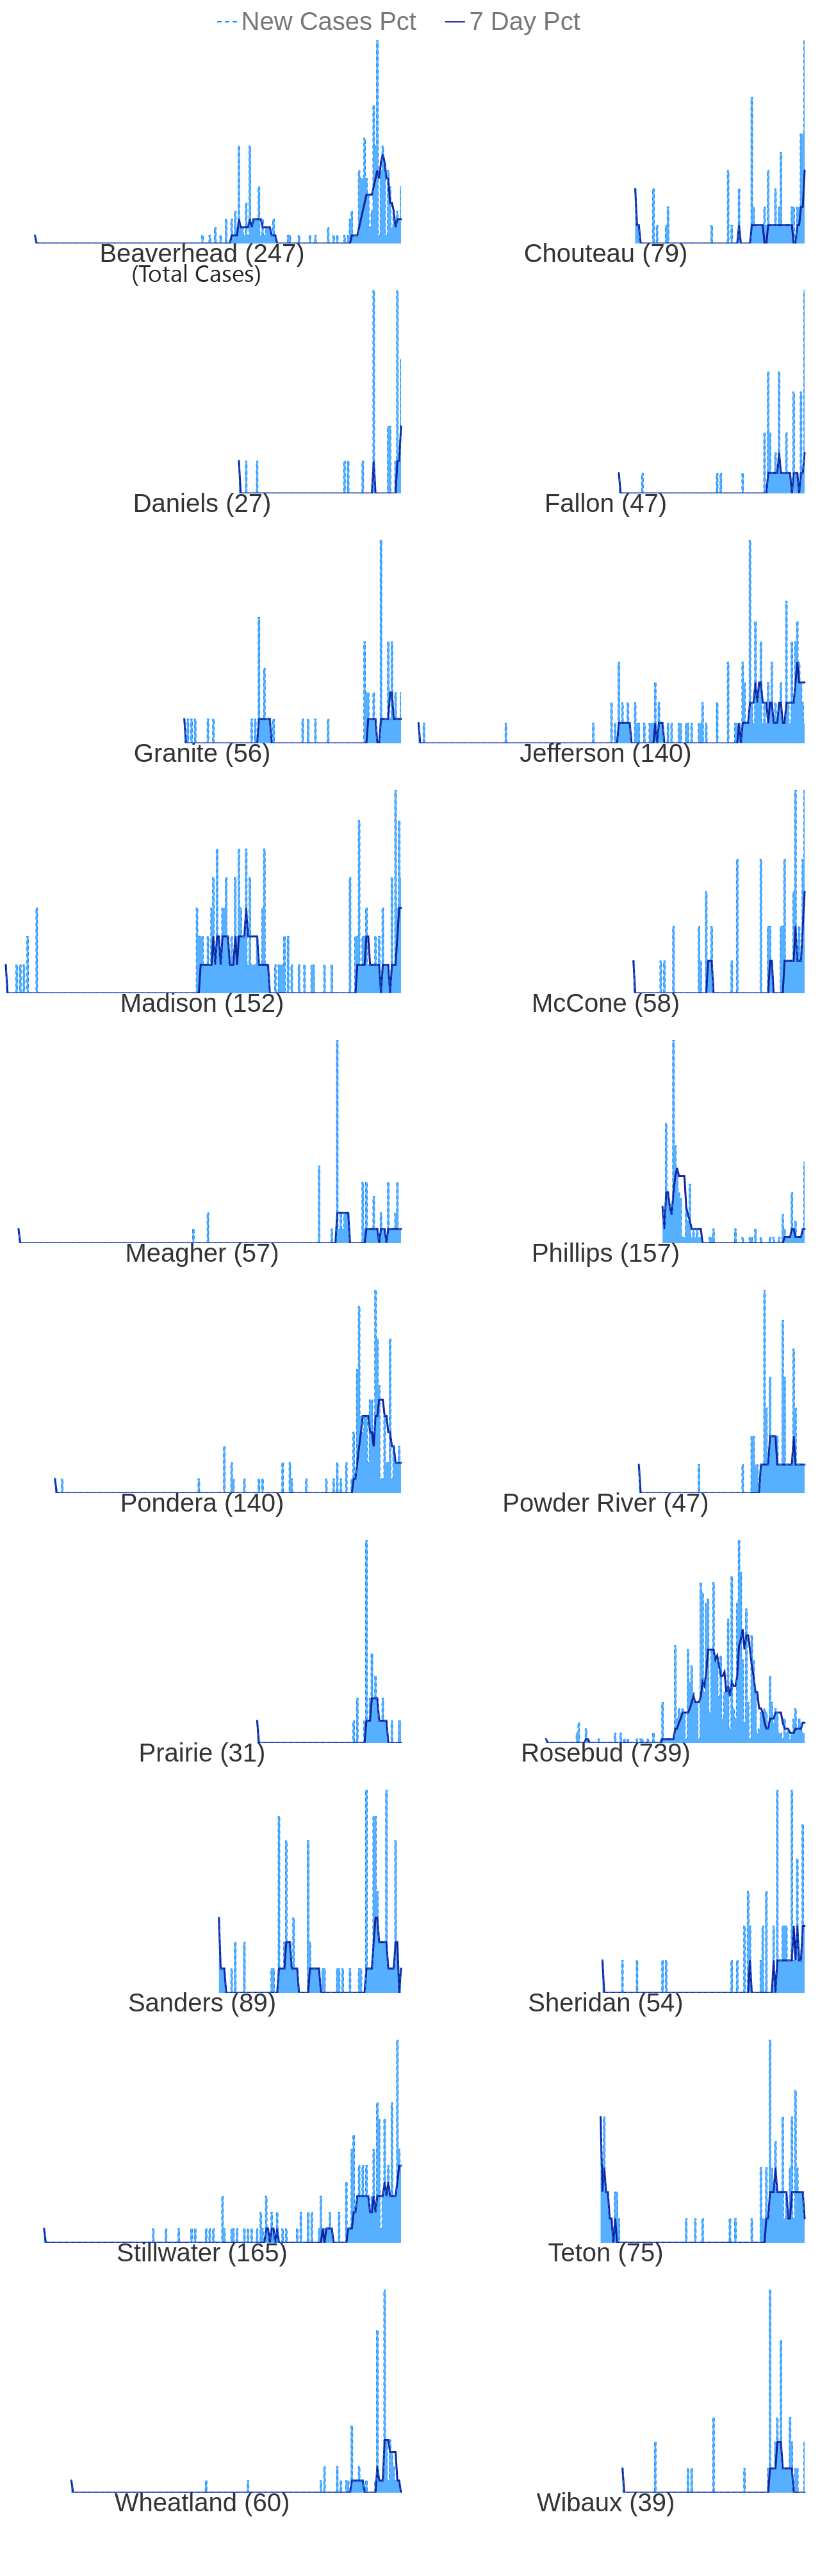 New Cases Pct 7 Day Pct
Beaverhead (247) Chouteau (79)
(Total Cases)
Daniels (27) Fallon (47)
Granite (56) Jefferson (140)
Madison (152) McCone (58)
Meagher (57) Phillips (157)
Pondera (140) Powder River (47)
Prairie (31) Rosebud (739)
Sanders (89) Sheridan (54)
Stillwater (165) Teton (75)
Wheatland (60) Wibaux (39)